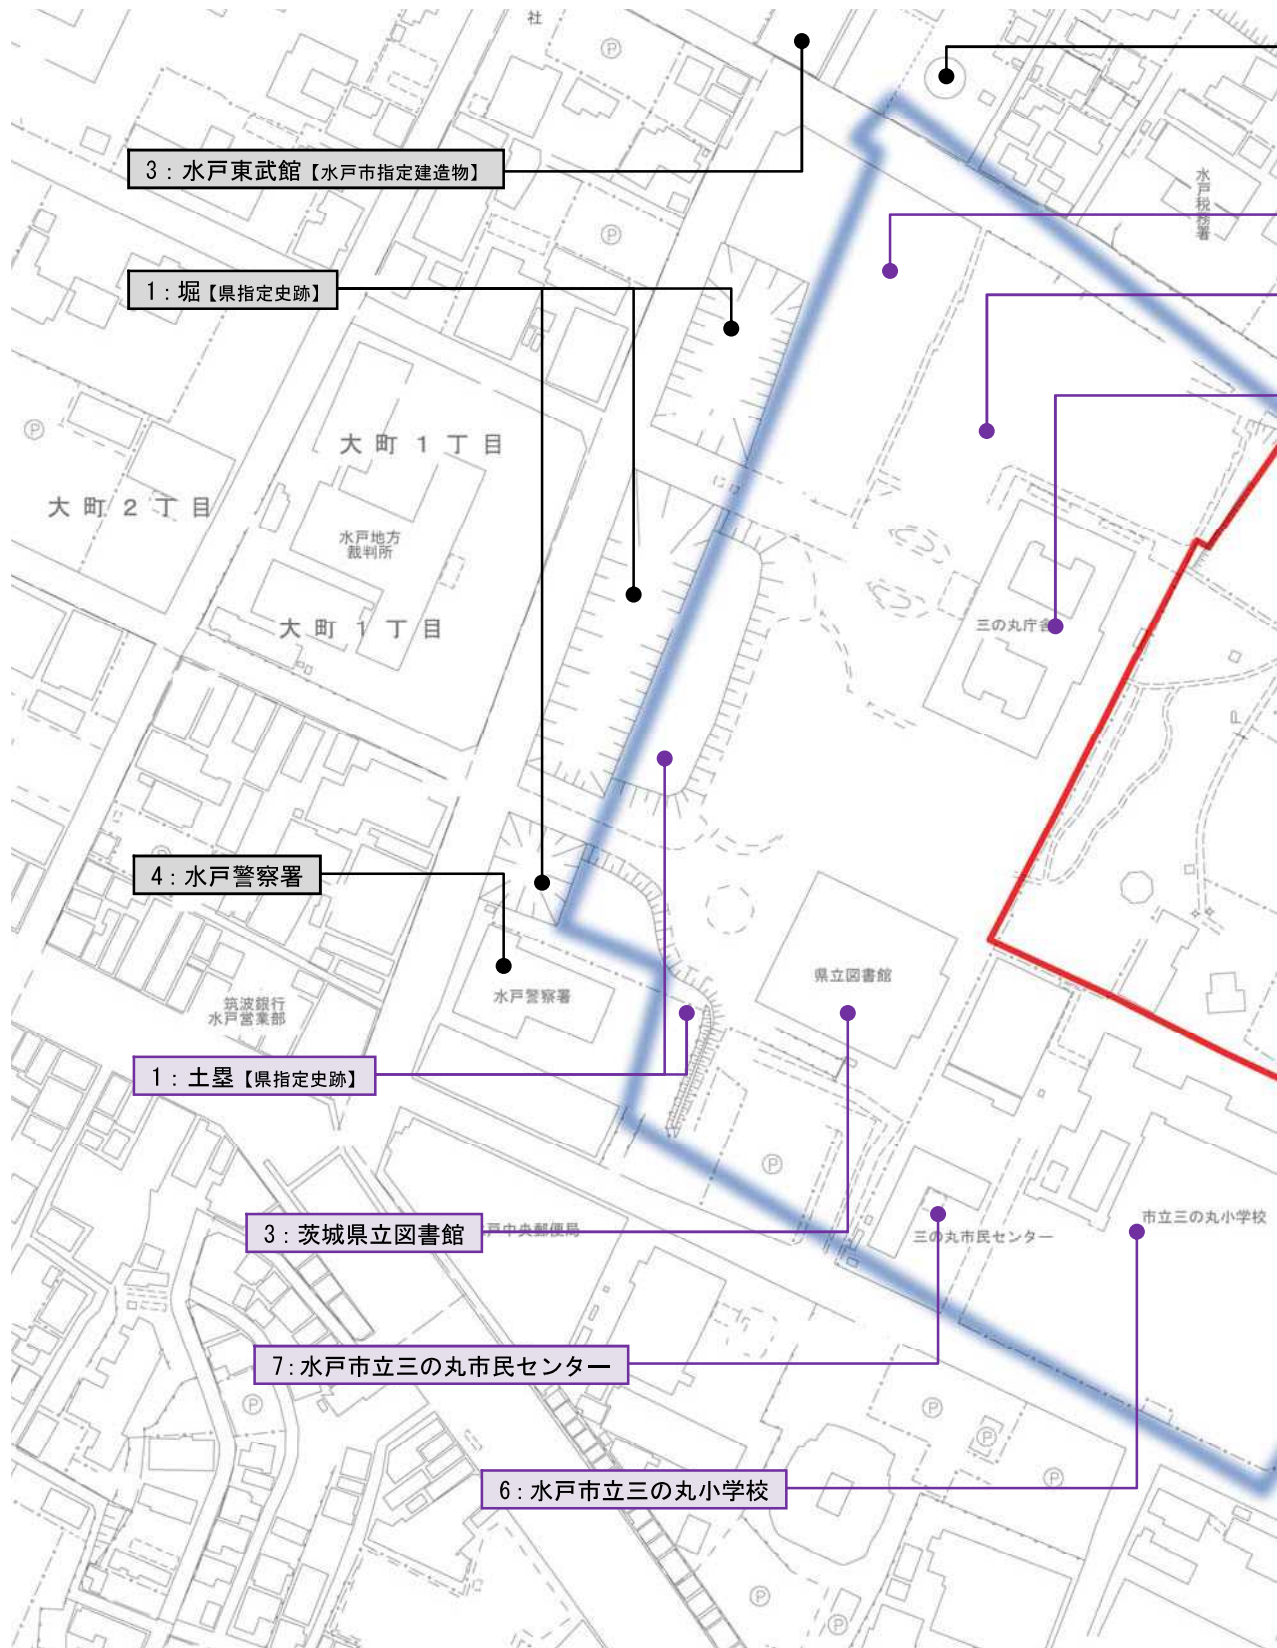 社
Ⓟ
3：水戸東武館【水戸市指定建造物】
水戸税務署
Ⓟ
1：堀【県指定史跡】
Ⓟ
大町1丁目
大町2丁目
水戸地方
裁判所
大町1丁目
三の丸庁舎
Ⓟ
4：水戸警察署
県立図書館
水戸警察署
筑波銀行
水戸営業部
1：土塁【県指定史跡】
Ⓟ
市立三の丸小学校
3：茨城県立図書館
戸中央郵便局
三の丸市民センター
7：水戸市立三の丸市民センター
Ⓟ
Ⓟ
Ⓟ
Ⓟ
6：水戸市立三の丸小学校
Ⓟ
Ⓟ